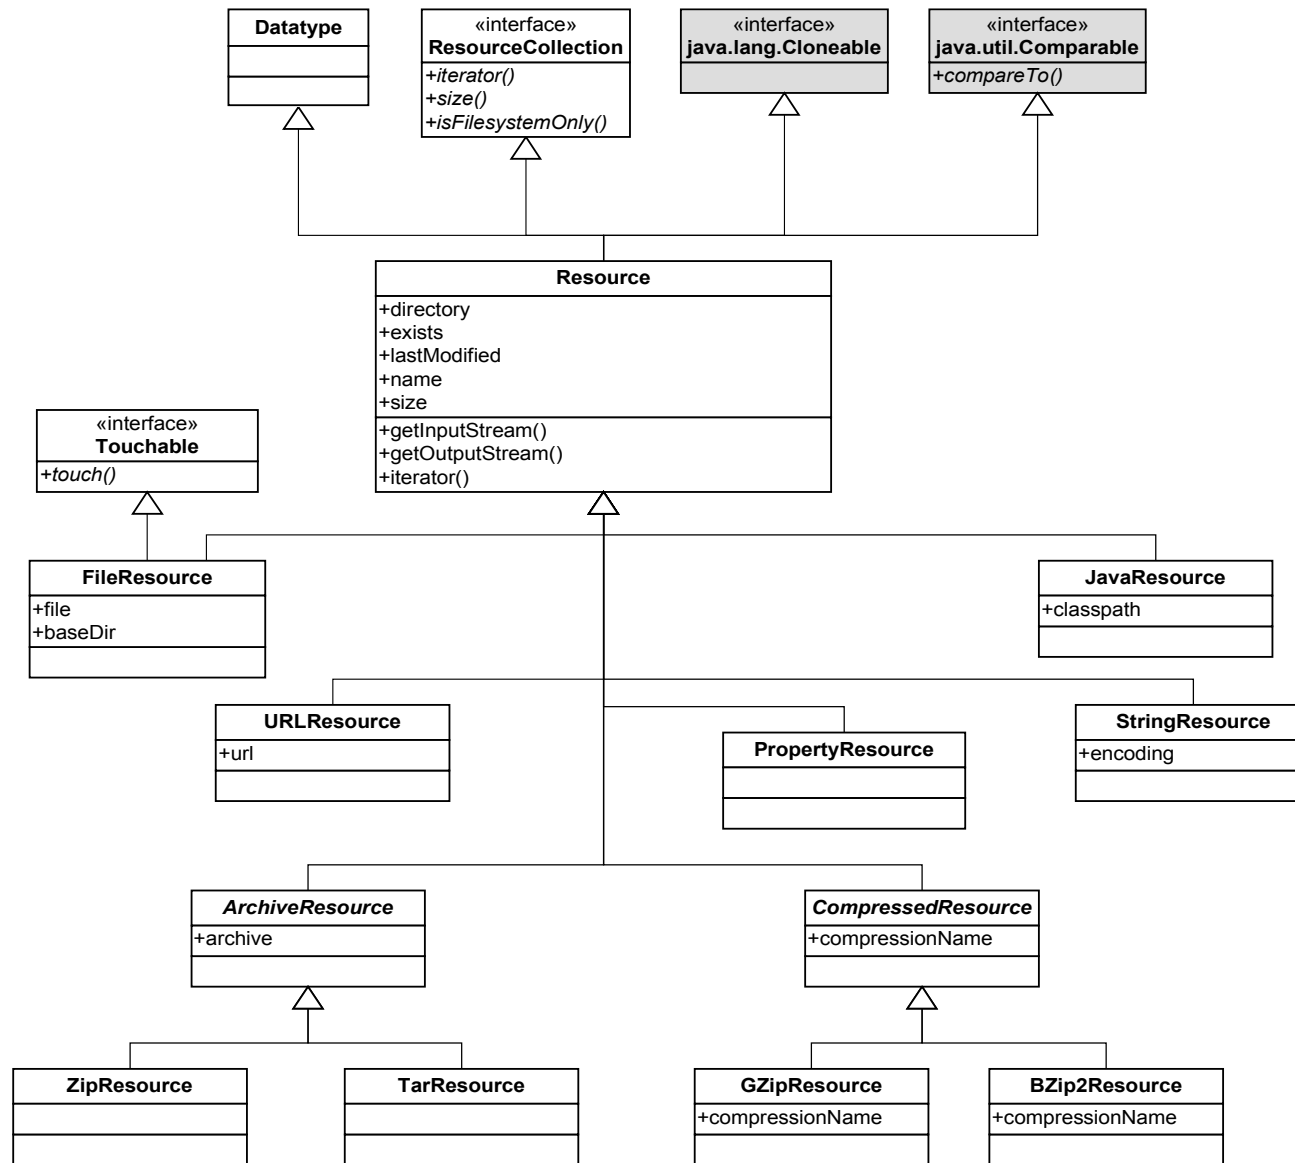 Datatype
«interface»
ResourceCollection
+iterator()
+size()
+isFilesystemOnly()
«interface»
java.lang.Cloneable
«interface»
java.util.Comparable
+compareTo()
Resource
+directory
+exists
+lastModified
+name
+size
+getInputStream()
+getOutputStream()
+iterator()
«interface»
Touchable
+touch()
FileResource
+file
+baseDir
JavaResource
+classpath
URLResource
+url
PropertyResource
StringResource
+encoding
ArchiveResource
+archive
CompressedResource
+compressionName
ZipResource
TarResource
GZipResource
+compressionName
BZip2Resource
+compressionName